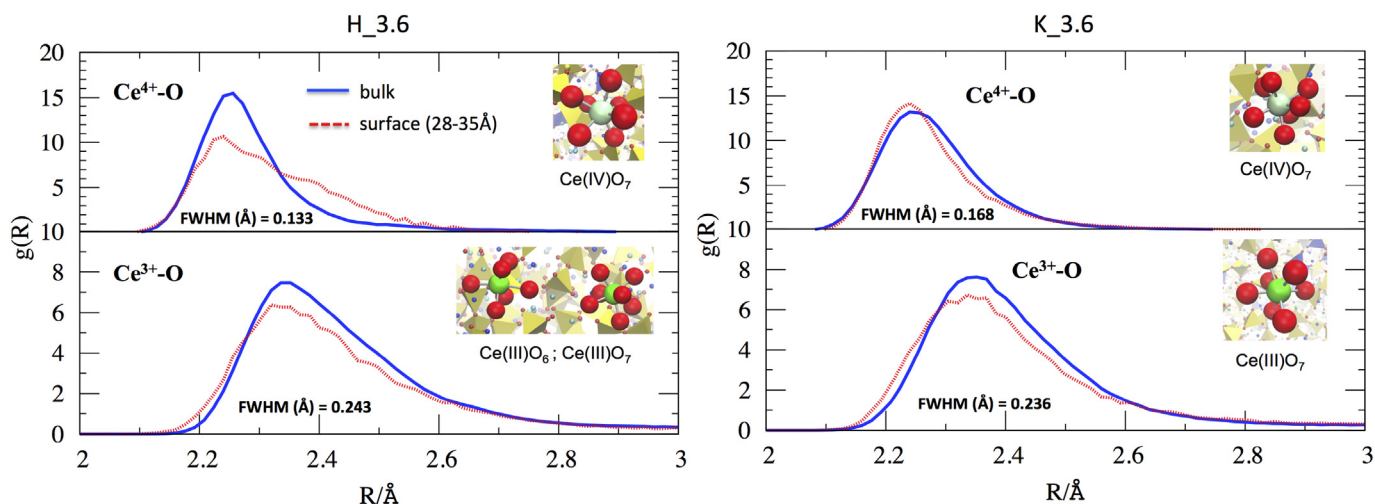 H_3.6
g(R)
20
15
10
5
10
8
6
4
2
0
Ce⁴⁺-O
bulk
surface (28-35Å)
Ce(IV)O₇
FWHM (Å) = 0.133
Ce³⁺-O
Ce(III)O₆ ; Ce(III)O₇
FWHM (Å) = 0.243
2 2.2 2.4 2.6 2.8 3
R/Å
K_3.6
20
15
10
5
10
8
6
4
2
0
Ce⁴⁺-O
Ce(IV)O₇
FWHM (Å) = 0.168
Ce³⁺-O
Ce(III)O₇
FWHM (Å) = 0.236
2 2.2 2.4 2.6 2.8 3
R/Å